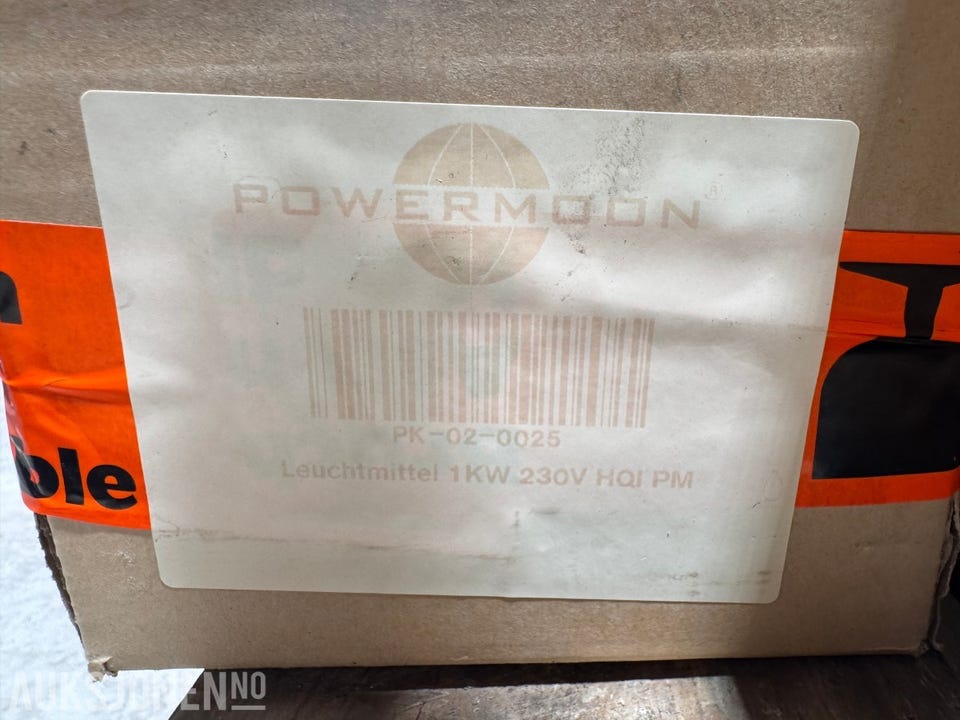 POWERMOON®
PK-02-0025
Leuchtmittel 1KW 230V HQI PM
ble
AUKSJONEN.NO